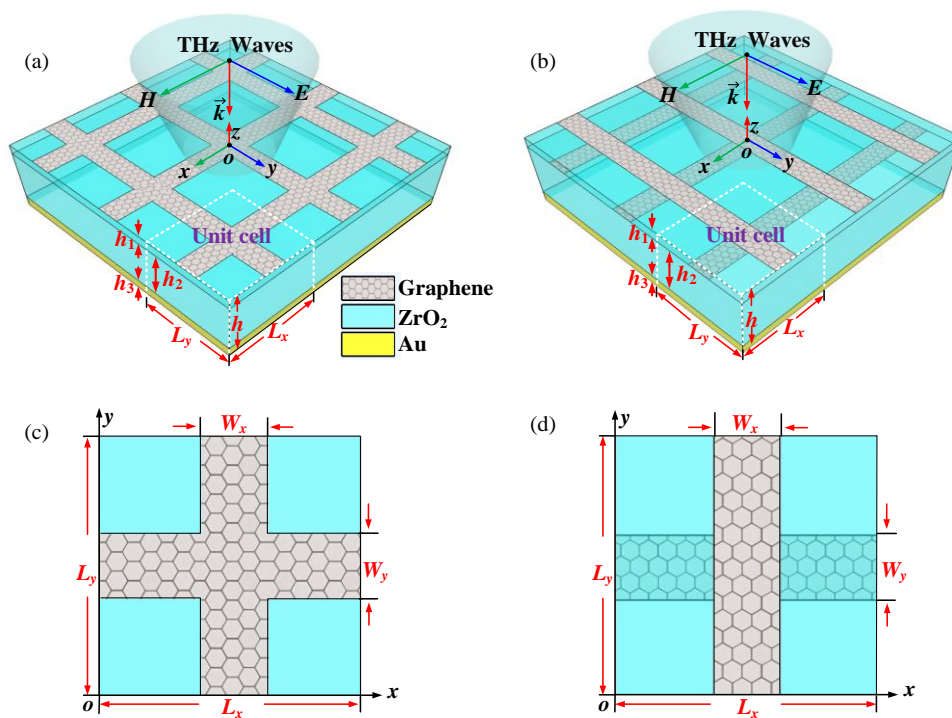 (a)
THz Waves
H
E
k
z
o
x
y
Unit cell
h1
h2
h3
h
Ly
Lx
Graphene
ZrO2
Au
(b)
THz Waves
H
E
k
z
o
x
y
Unit cell
h1
h2
h3
h
Ly
Lx
(c)
y
Wx
Ly
Wy
o
Lx
x
(d)
y
Wx
Ly
Wy
o
Lx
x